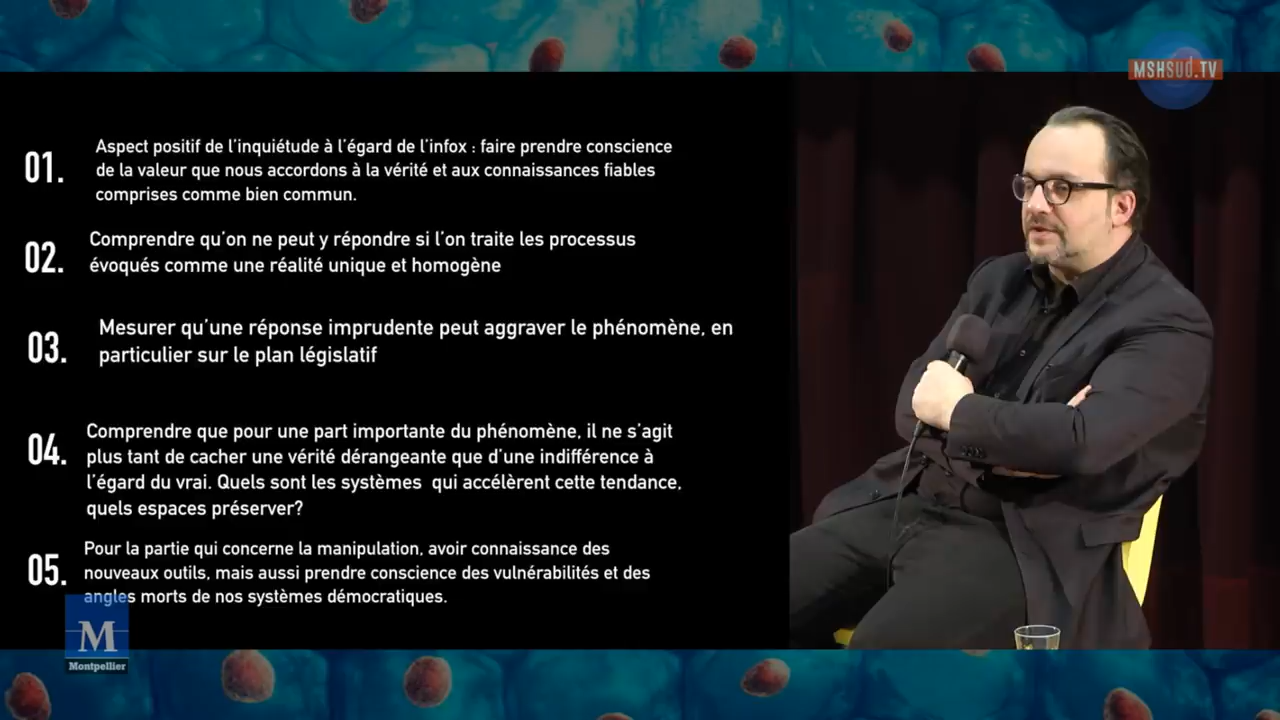 MSHSUD.TV
01.
Aspect positif de l'inquiétude à l'égard de l'infox : faire prendre conscience
de la valeur que nous accordons à la vérité et aux connaissances fiables
comprises comme bien commun.
02.
Comprendre qu'on ne peut y répondre si l'on traite les processus
évoqués comme une réalité unique et homogène
03.
Mesurer qu'une réponse imprudente peut aggraver le phénomène, en
particulier sur le plan législatif
04.
Comprendre que pour une part importante du phénomène, il ne s'agit
plus tant de cacher une vérité dérangeante que d'une indifférence à
l'égard du vrai. Quels sont les systèmes qui accélèrent cette tendance,
quels espaces préserver?
05.
Pour la partie qui concerne la manipulation, avoir connaissance des
nouveaux outils, mais aussi prendre conscience des vulnérabilités et des
angles morts de nos systèmes démocratiques.
M
Montpellier